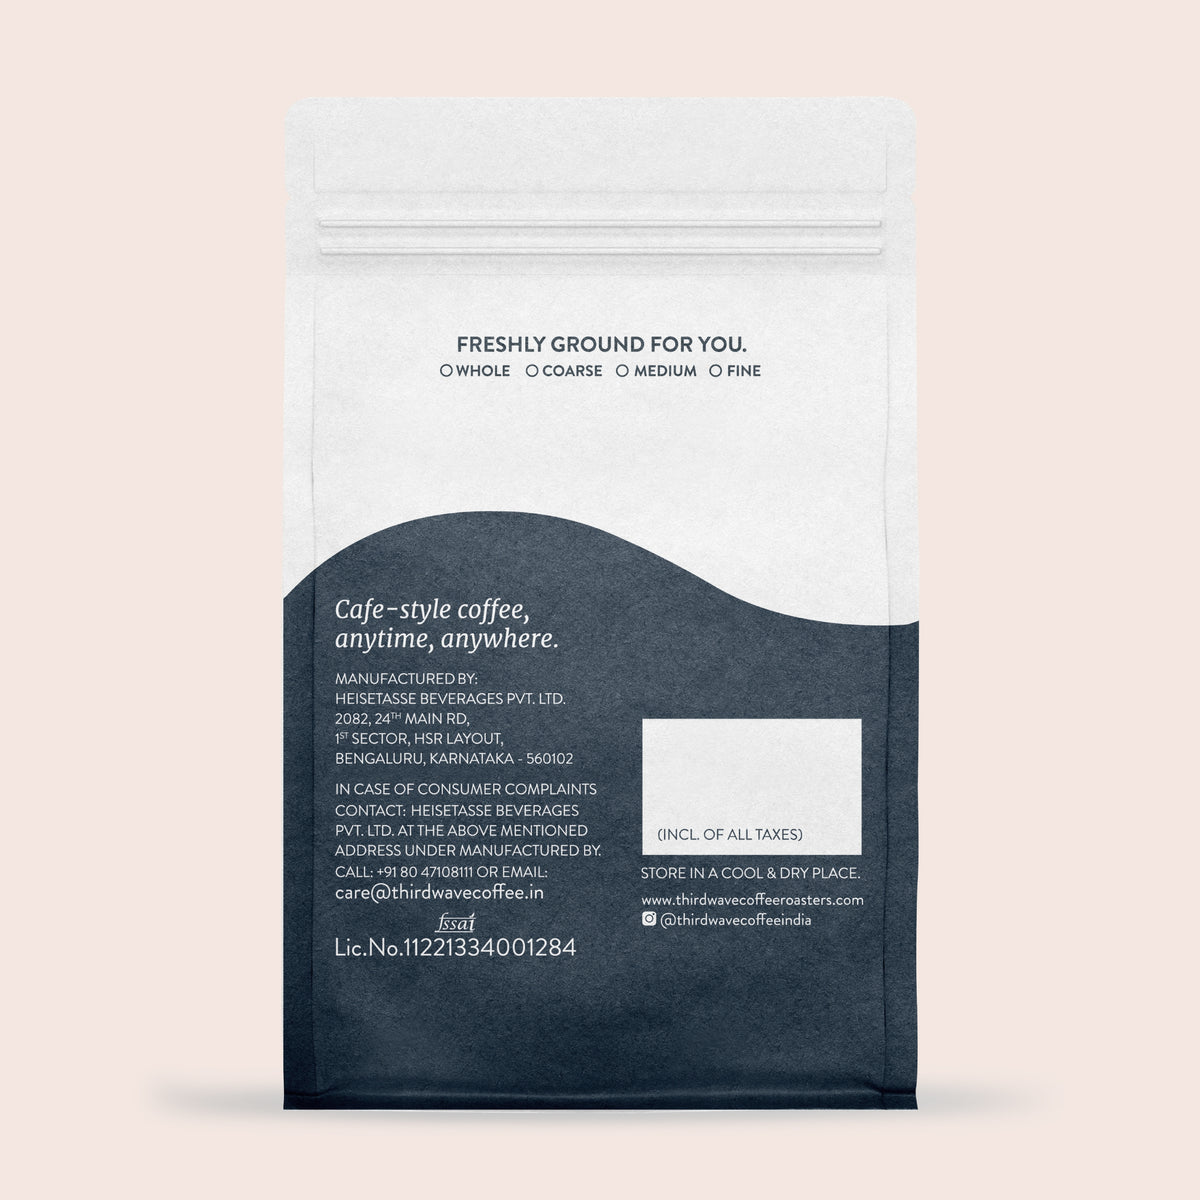 FRESHLY GROUND FOR YOU.
WHOLE COARSE MEDIUM FINE
Cafe-style coffee,
anytime, anywhere.
MANUFACTURED BY:
HEISETASSE BEVERAGES PVT. LTD.
2082, 24TH MAIN RD,
1ST SECTOR, HSR LAYOUT,
BENGALURU, KARNATAKA - 560102
IN CASE OF CONSUMER COMPLAINTS
CONTACT: HEISETASSE BEVERAGES
PVT. LTD. AT THE ABOVE MENTIONED
ADDRESS UNDER MANUFACTURED BY.
CALL: +91 80 47108111 OR EMAIL:
care@thirdwavecoffee.in
fssai
Lic.No.11221334001284
(INCL. OF ALL TAXES)
STORE IN A COOL & DRY PLACE.
www.thirdwavecoffeeroasters.com
@thirdwavecoffeeindia